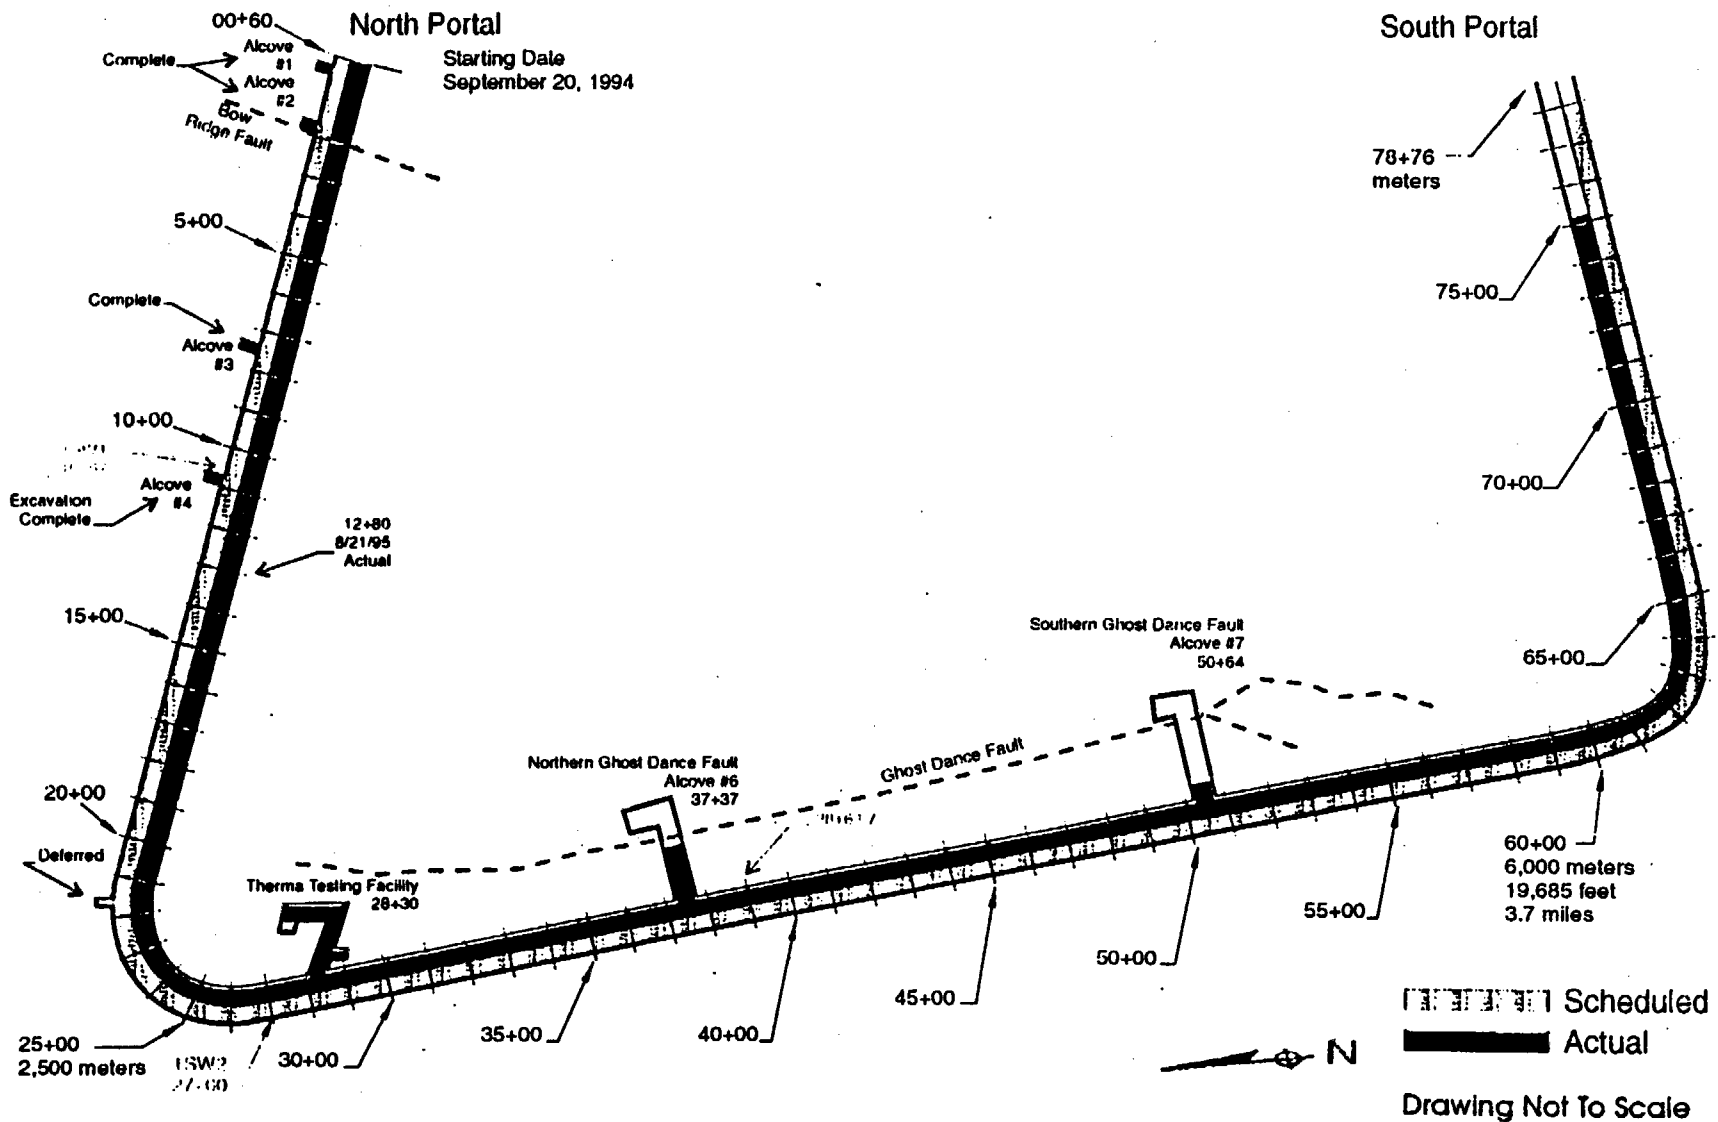 00+60
North Portal
South Portal
Starting Date
September 20, 1994
Complete
Alcove
#1
Alcove
#2
Bow
Ridge Fault
78+76
meters
5+00
75+00
Complete
Alcove
#3
10+00
Alcove
#4
Excavation
Complete
70+00
12+80
8/21/95
Actual
15+00
65+00
Southern Ghost Dance Fault
Alcove #7
50+64
Northern Ghost Dance Fault
Alcove #6
37+37
Ghost Dance Fault
20+00
Deferred
Therma Testing Facility
28+30
60+00
6,000 meters
19,685 feet
3.7 miles
55+00
50+00
45+00
40+00
35+00
30+00
25+00
2,500 meters
Scheduled
Actual
N
Drawing Not To Scale